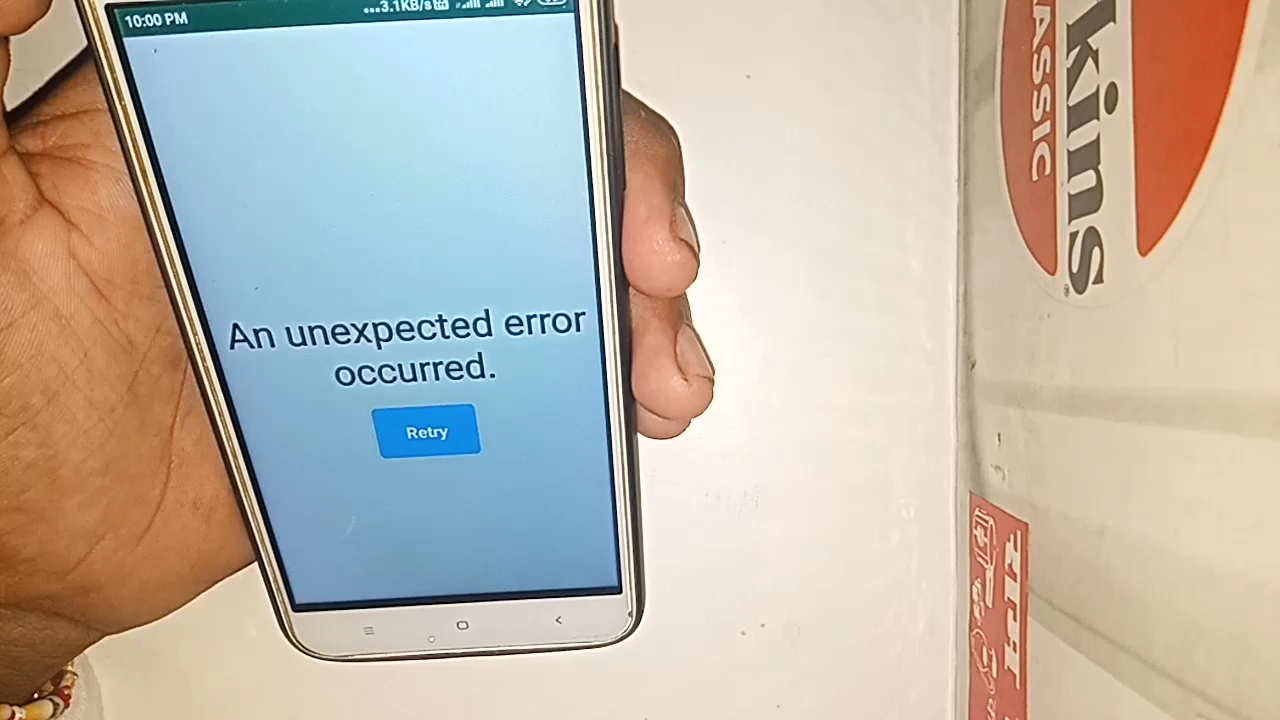 10:00 PM
...3.1KB/s
An unexpected error
occurred.
Retry
kins
ASSIC